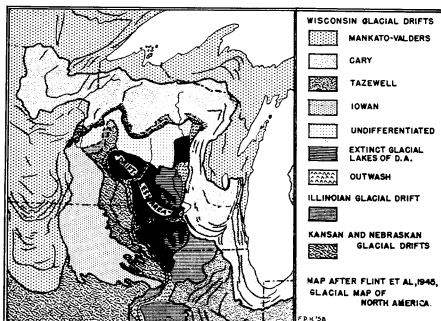 WISCONSIN GLACIAL DRIFTS
MANKATO-VALDERS
CARY
TAZEWELL
IOWAN
UNDIFFERENTIATED
EXTINCT GLACIAL
LAKES OF D.A.
OUTWASH
ILLINOIAN GLACIAL DRIFT
KANSAN AND NEBRASKAN
GLACIAL DRIFTS
MAP AFTER FLINT ET AL, 1945,
GLACIAL MAP OF
NORTH AMERICA.
F.D.H. '58